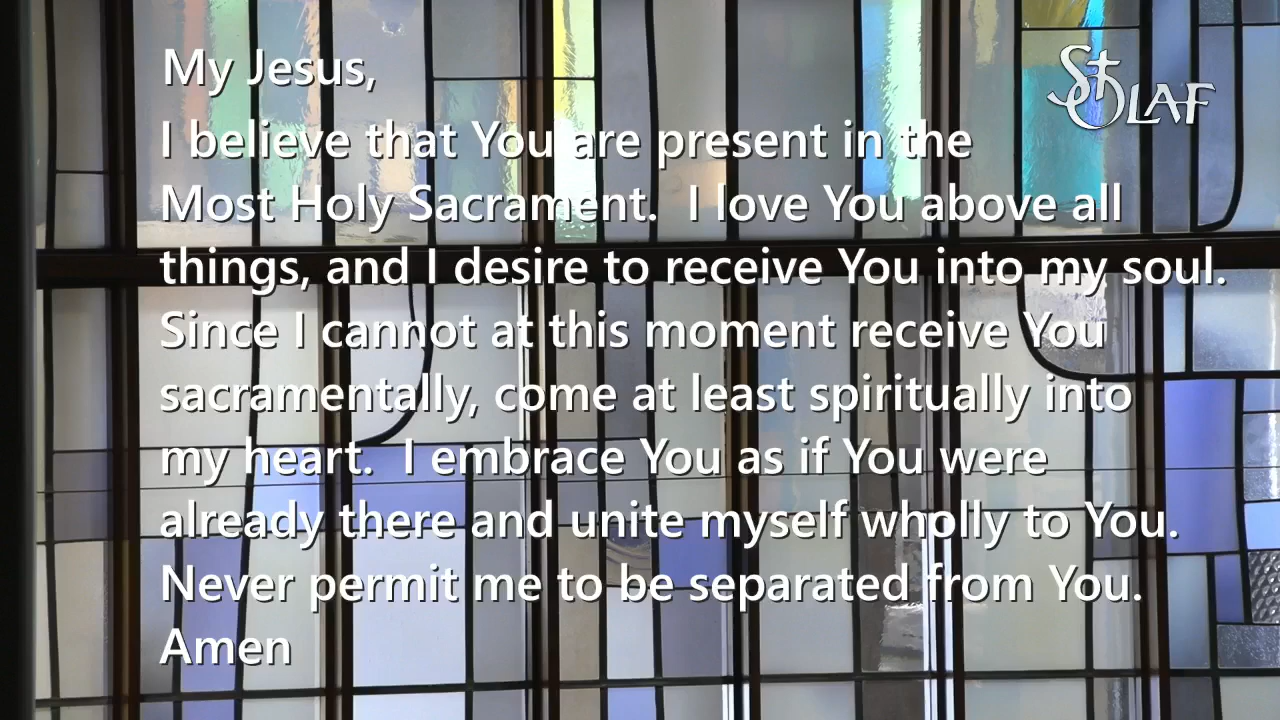 My Jesus,
St OLAF
I believe that You are present in the
Most Holy Sacrament.  I love You above all
things, and I desire to receive You into my soul.
Since I cannot at this moment receive You
sacramentally, come at least spiritually into
my heart.  I embrace You as if You were
already there and unite myself wholly to You.
Never permit me to be separated from You.
Amen